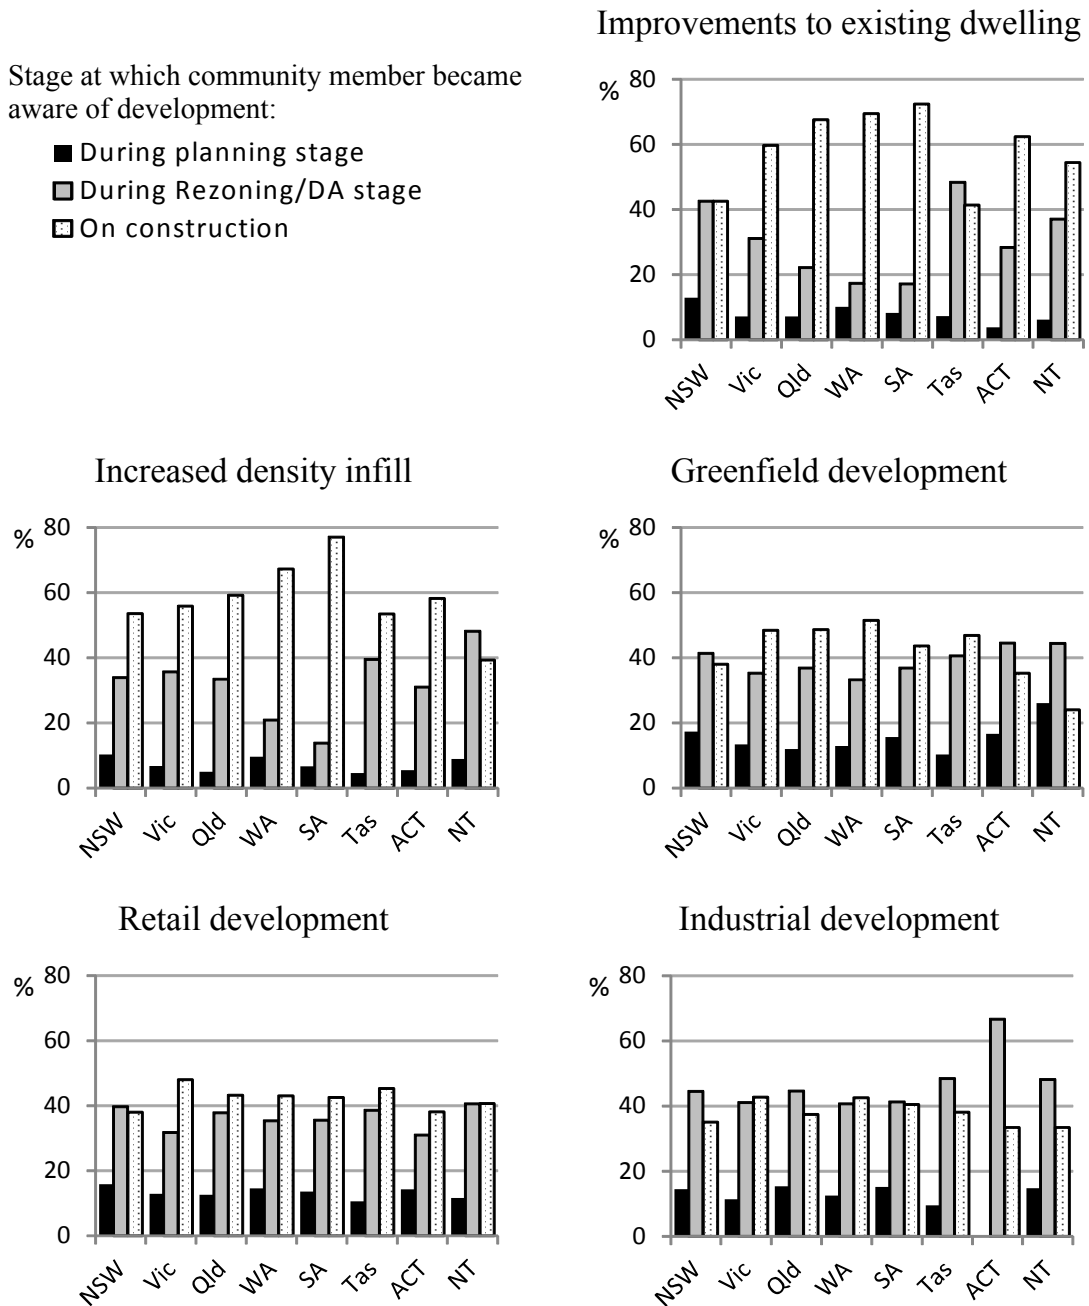 Improvements to existing dwelling
Stage at which community member became
aware of development:
During planning stage
During Rezoning/DA stage
On construction
%
80
60
40
20
0
NSW Vic Qld WA SA Tas ACT NT
Increased density infill
%
80
60
40
20
0
NSW Vic Qld WA SA Tas ACT NT
Greenfield development
%
80
60
40
20
0
NSW Vic Qld WA SA Tas ACT NT
Retail development
%
80
60
40
20
0
NSW Vic Qld WA SA Tas ACT NT
Industrial development
%
80
60
40
20
0
NSW Vic Qld WA SA Tas ACT NT